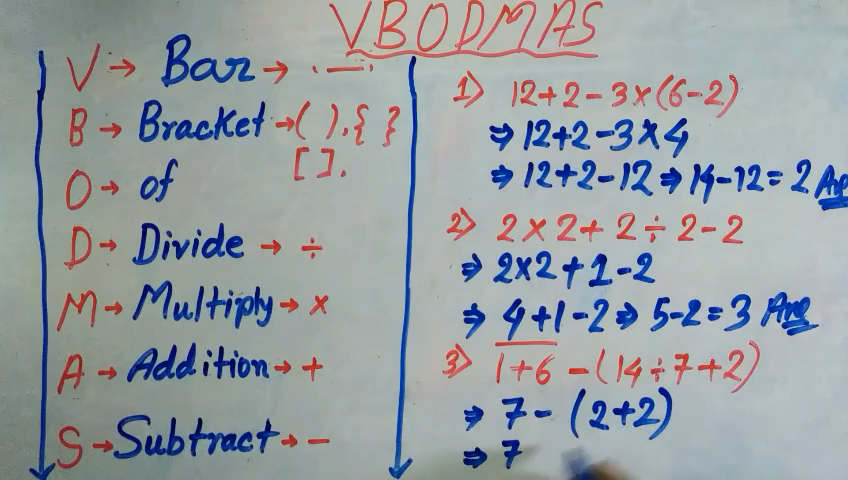 VBODMAS
V → Bar → . —.
B → Bracket → ( ), { }
[ ].
O → of
D → Divide → ÷
M → Multiply → ×
A → Addition → +
S → Subtract → −
1) 12+2−3×(6−2)
⇒ 12+2−3×4
⇒ 12+2−12 ⇒ 14−12=2 Ans
2) 2×2+2÷2−2
⇒ 2×2+1−2
⇒ 4+1−2 ⇒ 5−2=3 Ans
3) 1̅+̅6̅ −(14÷7+2)
⇒ 7−(2+2)
⇒ 7